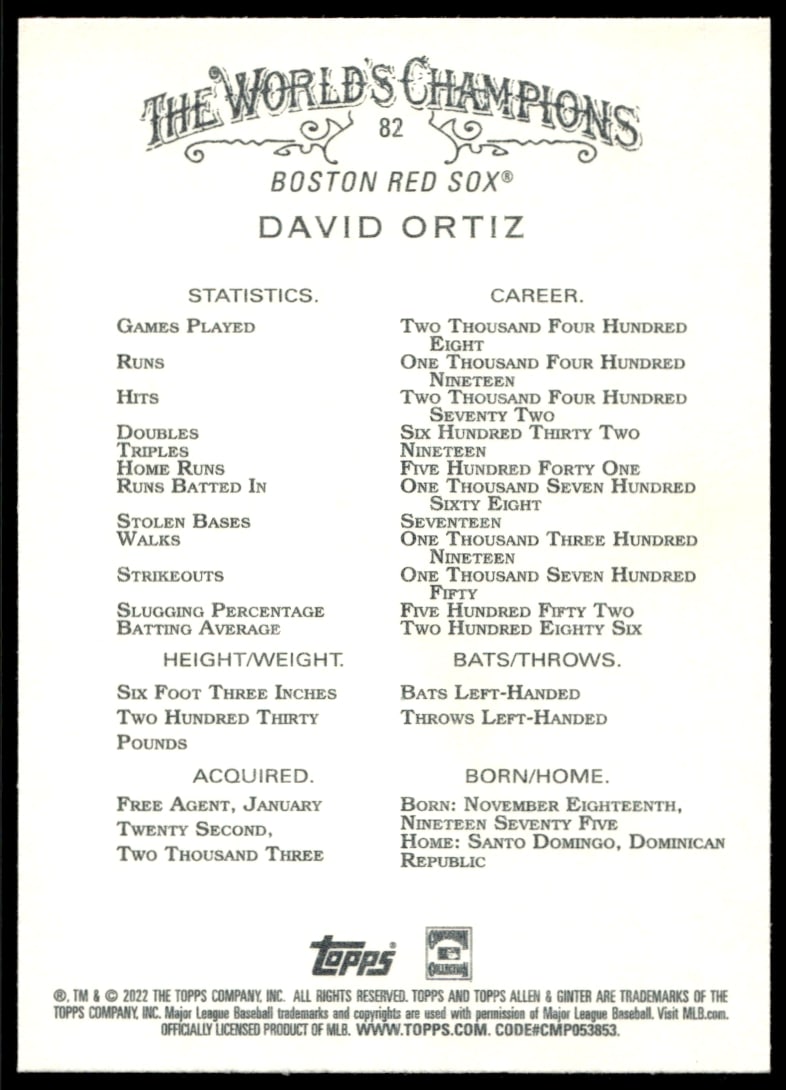 THE WORLD'S CHAMPIONS
82
BOSTON RED SOX®
DAVID ORTIZ
STATISTICS. CAREER.
GAMES PLAYED TWO THOUSAND FOUR HUNDRED
EIGHT
RUNS ONE THOUSAND FOUR HUNDRED
NINETEEN
HITS TWO THOUSAND FOUR HUNDRED
SEVENTY TWO
DOUBLES SIX HUNDRED THIRTY TWO
TRIPLES NINETEEN
HOME RUNS FIVE HUNDRED FORTY ONE
RUNS BATTED IN ONE THOUSAND SEVEN HUNDRED
SIXTY EIGHT
STOLEN BASES SEVENTEEN
WALKS ONE THOUSAND THREE HUNDRED
NINETEEN
STRIKEOUTS ONE THOUSAND SEVEN HUNDRED
FIFTY
SLUGGING PERCENTAGE FIVE HUNDRED FIFTY TWO
BATTING AVERAGE TWO HUNDRED EIGHTY SIX
HEIGHT/WEIGHT. BATS/THROWS.
SIX FOOT THREE INCHES BATS LEFT-HANDED
TWO HUNDRED THIRTY THROWS LEFT-HANDED
POUNDS
ACQUIRED. BORN/HOME.
FREE AGENT, JANUARY
TWENTY SECOND,
TWO THOUSAND THREE
BORN: NOVEMBER EIGHTEENTH,
NINETEEN SEVENTY FIVE
HOME: SANTO DOMINGO, DOMINICAN
REPUBLIC
Topps®
COOPERSTOWN
COLLECTION
®, TM & © 2022 THE TOPPS COMPANY, INC. ALL RIGHTS RESERVED. TOPPS AND TOPPS ALLEN & GINTER ARE TRADEMARKS OF THE
TOPPS COMPANY, INC. Major League Baseball trademarks and copyrights are used with permission of Major League Baseball. Visit MLB.com.
OFFICIALLY LICENSED PRODUCT OF MLB. WWW.TOPPS.COM. CODE#CMP053853.